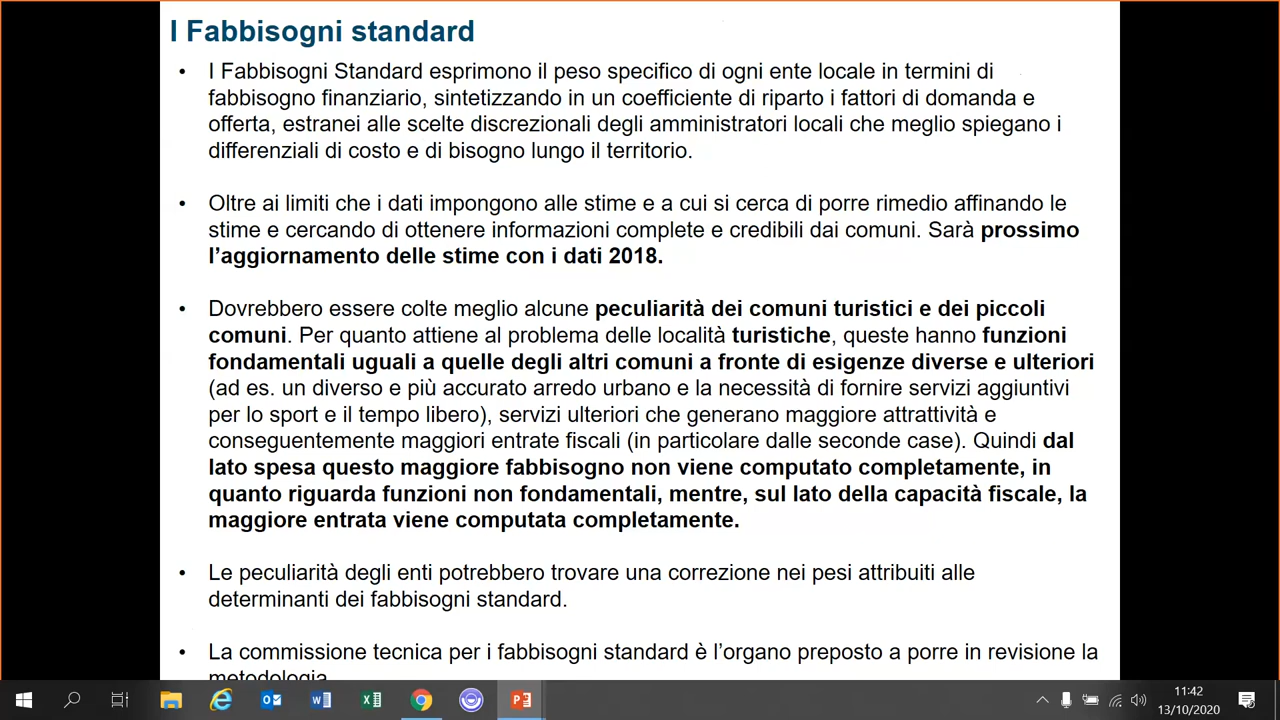 I Fabbisogni standard
• I Fabbisogni Standard esprimono il peso specifico di ogni ente locale in termini di
fabbisogno finanziario, sintetizzando in un coefficiente di riparto i fattori di domanda e
offerta, estranei alle scelte discrezionali degli amministratori locali che meglio spiegano i
differenziali di costo e di bisogno lungo il territorio.
• Oltre ai limiti che i dati impongono alle stime e a cui si cerca di porre rimedio affinando le
stime e cercando di ottenere informazioni complete e credibili dai comuni. Sarà prossimo
l’aggiornamento delle stime con i dati 2018.
• Dovrebbero essere colte meglio alcune peculiarità dei comuni turistici e dei piccoli
comuni. Per quanto attiene al problema delle località turistiche, queste hanno funzioni
fondamentali uguali a quelle degli altri comuni a fronte di esigenze diverse e ulteriori
(ad es. un diverso e più accurato arredo urbano e la necessità di fornire servizi aggiuntivi
per lo sport e il tempo libero), servizi ulteriori che generano maggiore attrattività e
conseguentemente maggiori entrate fiscali (in particolare dalle seconde case). Quindi dal
lato spesa questo maggiore fabbisogno non viene computato completamente, in
quanto riguarda funzioni non fondamentali, mentre, sul lato della capacità fiscale, la
maggiore entrata viene computata completamente.
• Le peculiarità degli enti potrebbero trovare una correzione nei pesi attribuiti alle
determinanti dei fabbisogni standard.
• La commissione tecnica per i fabbisogni standard è l’organo preposto a porre in revisione la
metodologia
11:42
13/10/2020